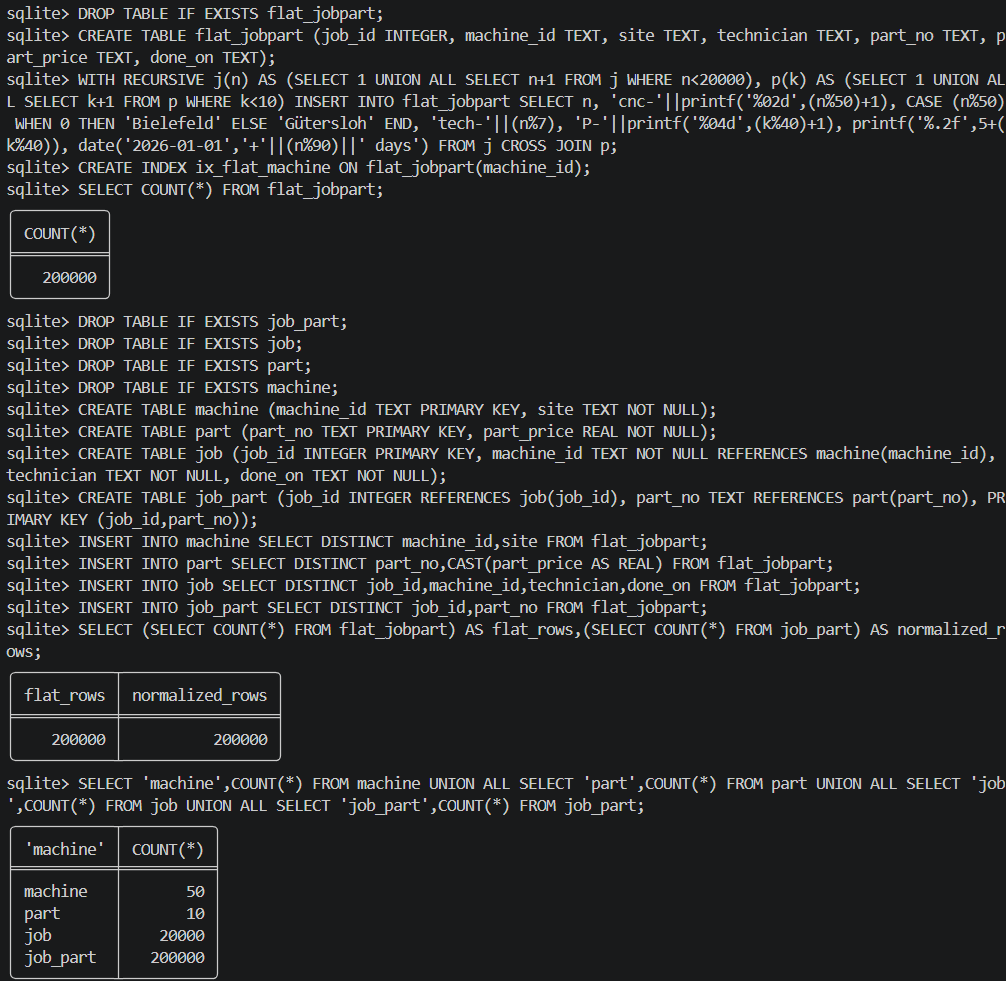 sqlite> DROP TABLE IF EXISTS flat_jobpart;
sqlite> CREATE TABLE flat_jobpart (job_id INTEGER, machine_id TEXT, site TEXT, technician TEXT, part_no TEXT, p
art_price TEXT, done_on TEXT);
sqlite> WITH RECURSIVE j(n) AS (SELECT 1 UNION ALL SELECT n+1 FROM j WHERE n<20000), p(k) AS (SELECT 1 UNION AL
L SELECT k+1 FROM p WHERE k<10) INSERT INTO flat_jobpart SELECT n, 'cnc-'||printf('%02d',(n%50)+1), CASE (n%50)
 WHEN 0 THEN 'Bielefeld' ELSE 'Gütersloh' END, 'tech-'||(n%7), 'P-'||printf('%04d',(k%40)+1), printf('%.2f',5+(
k%40)), date('2026-01-01','+'||(n%90)||' days') FROM j CROSS JOIN p;
sqlite> CREATE INDEX ix_flat_machine ON flat_jobpart(machine_id);
sqlite> SELECT COUNT(*) FROM flat_jobpart;
COUNT(*)
200000
sqlite> DROP TABLE IF EXISTS job_part;
sqlite> DROP TABLE IF EXISTS job;
sqlite> DROP TABLE IF EXISTS part;
sqlite> DROP TABLE IF EXISTS machine;
sqlite> CREATE TABLE machine (machine_id TEXT PRIMARY KEY, site TEXT NOT NULL);
sqlite> CREATE TABLE part (part_no TEXT PRIMARY KEY, part_price REAL NOT NULL);
sqlite> CREATE TABLE job (job_id INTEGER PRIMARY KEY, machine_id TEXT NOT NULL REFERENCES machine(machine_id),
technician TEXT NOT NULL, done_on TEXT NOT NULL);
sqlite> CREATE TABLE job_part (job_id INTEGER REFERENCES job(job_id), part_no TEXT REFERENCES part(part_no), PR
IMARY KEY (job_id,part_no));
sqlite> INSERT INTO machine SELECT DISTINCT machine_id,site FROM flat_jobpart;
sqlite> INSERT INTO part SELECT DISTINCT part_no,CAST(part_price AS REAL) FROM flat_jobpart;
sqlite> INSERT INTO job SELECT DISTINCT job_id,machine_id,technician,done_on FROM flat_jobpart;
sqlite> INSERT INTO job_part SELECT DISTINCT job_id,part_no FROM flat_jobpart;
sqlite> SELECT (SELECT COUNT(*) FROM flat_jobpart) AS flat_rows,(SELECT COUNT(*) FROM job_part) AS normalized_r
ows;
flat_rows normalized_rows
200000 200000
sqlite> SELECT 'machine',COUNT(*) FROM machine UNION ALL SELECT 'part',COUNT(*) FROM part UNION ALL SELECT 'job
',COUNT(*) FROM job UNION ALL SELECT 'job_part',COUNT(*) FROM job_part;
'machine' COUNT(*)
machine 50
part 10
job 20000
job_part 200000